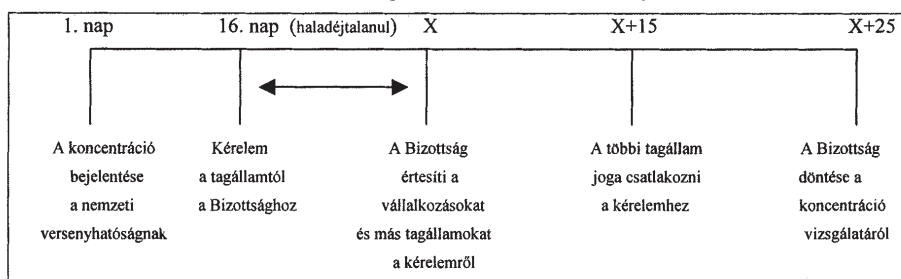 1. nap 16. nap (haladéjtalanul) X X+15 X+25
A koncentráció
bejelentése
a nemzeti
versenyhatóságnak
Kérelem
a tagállamtól
a Bizottsághoz
A Bizottság
értesíti a
vállalkozásokat
és más tagállamokat
a kérelemről
A többi tagállam
joga csatlakozni
a kérelemhez
A Bizottság
döntése a
koncentráció
vizsgálatáról